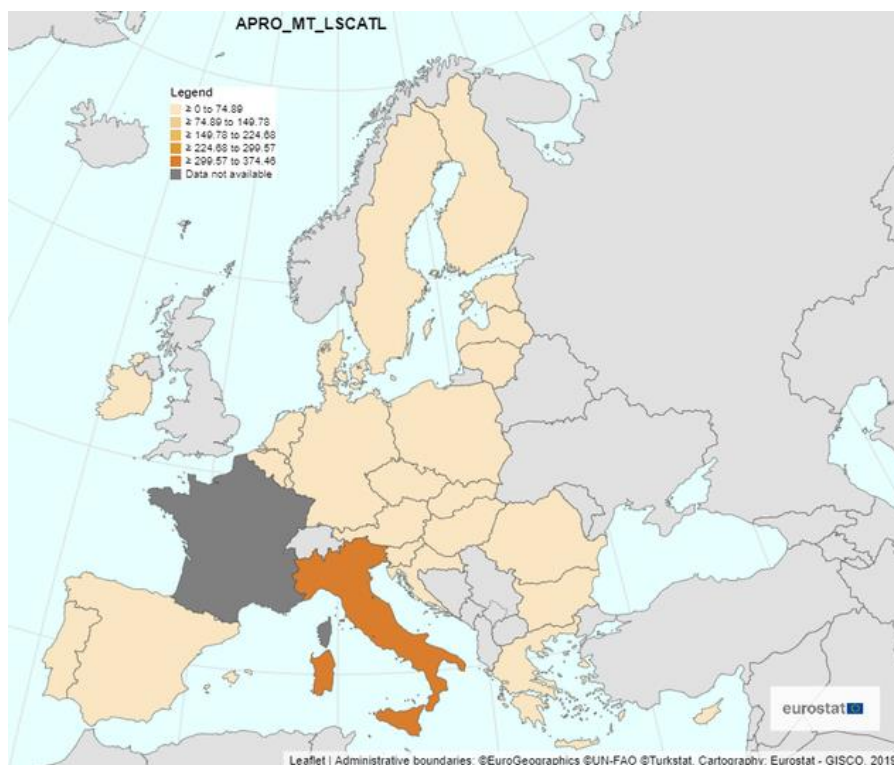 APRO_MT_LSCATL
Legend
≥ 0 to 74.89
≥ 74.89 to 149.78
≥ 149.78 to 224.68
≥ 224.68 to 299.57
≥ 299.57 to 374.46
Data not available
eurostat
Leaflet | Administrative boundaries: ©EuroGeographics ©UN-FAO ©Turkstat, Cartography: Eurostat - GISCO, 2019